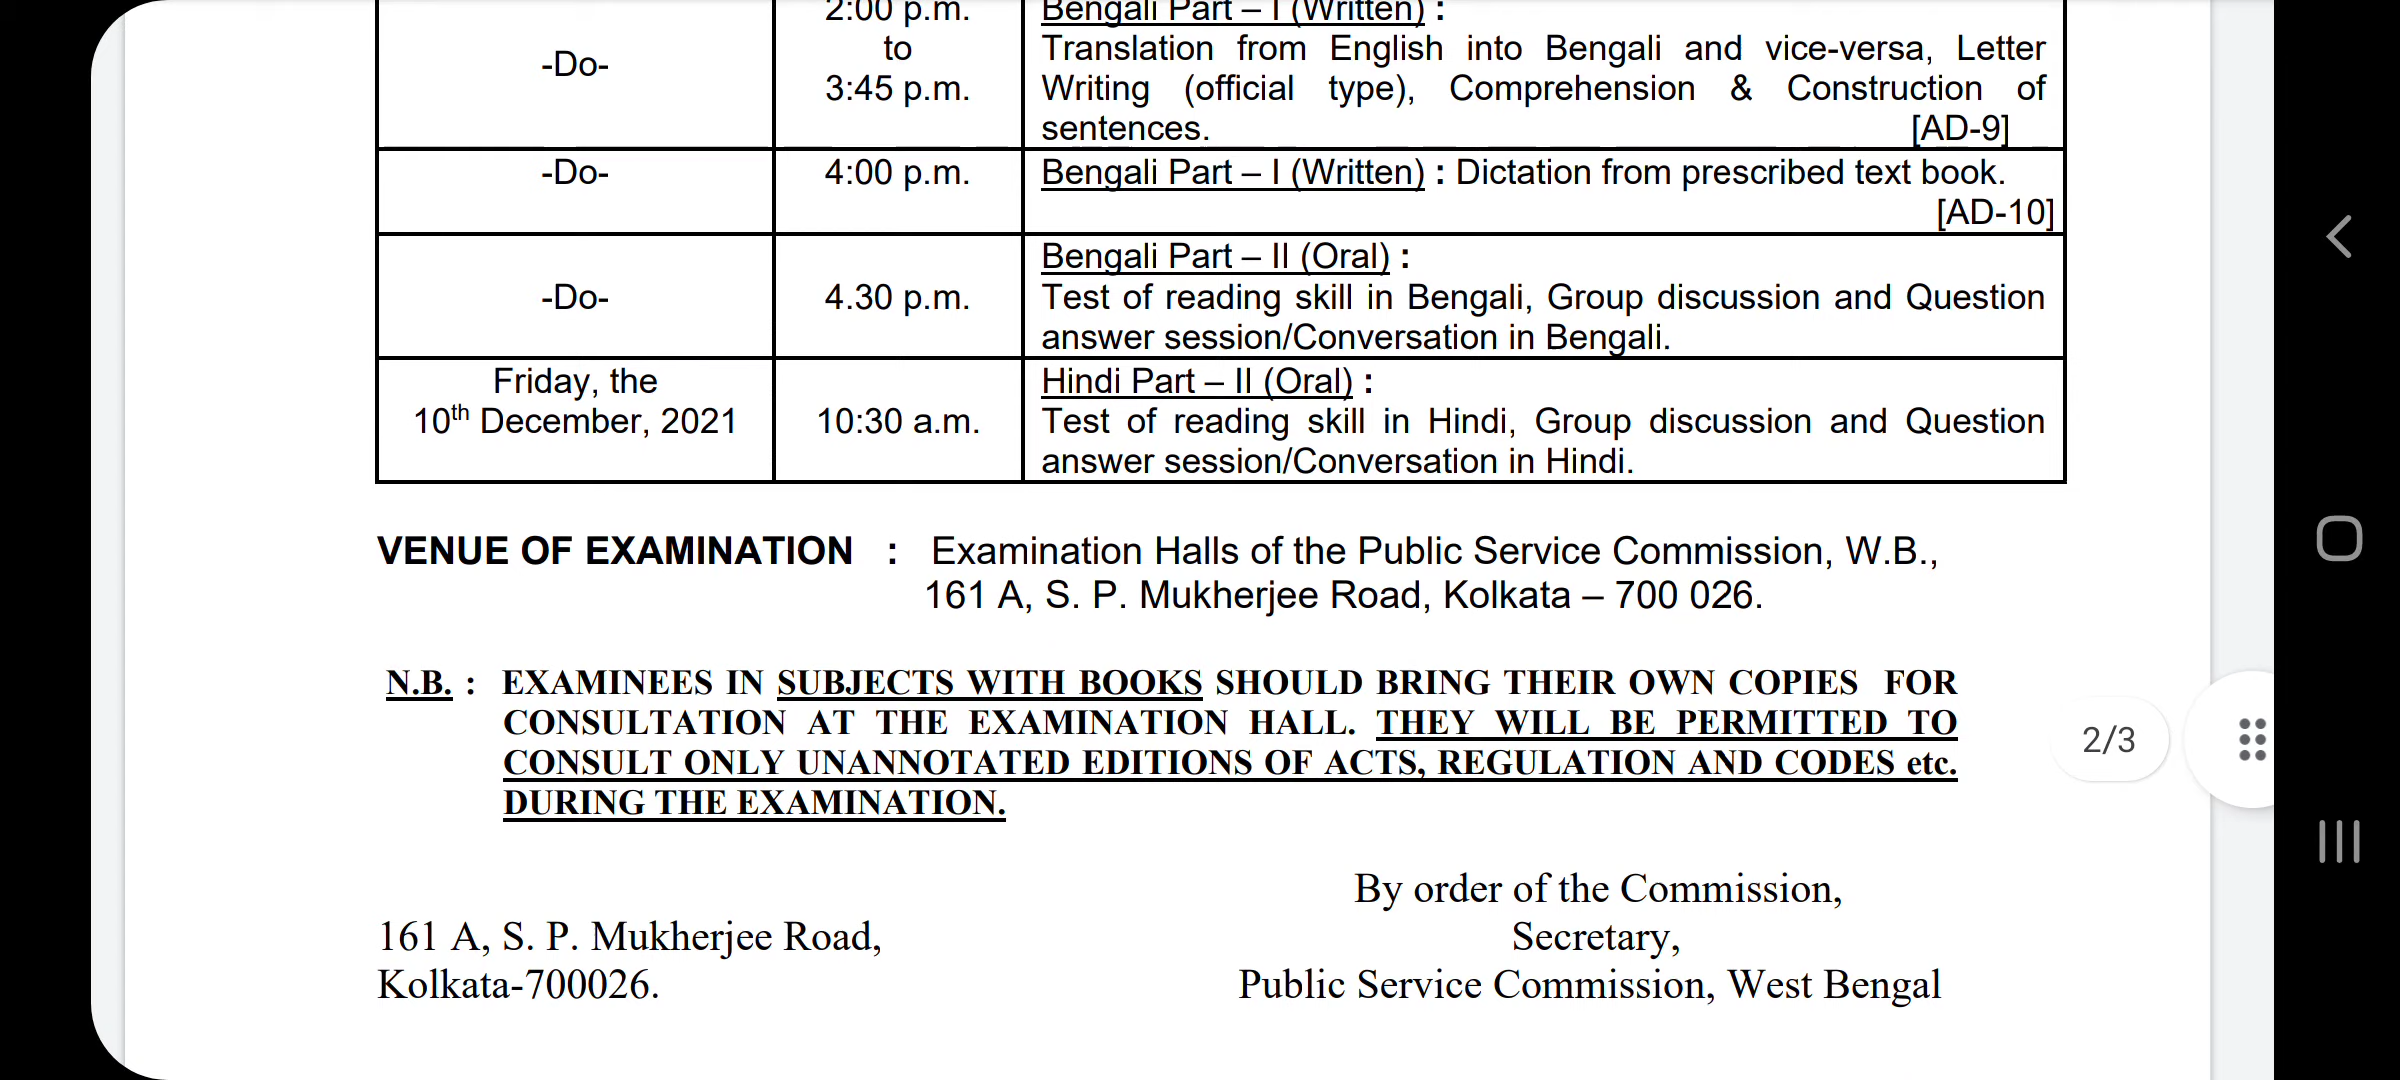 2:00 p.m.
to
3:45 p.m.
-Do-
Bengali Part – I (Written) :
Translation from English into Bengali and vice-versa, Letter
Writing (official type), Comprehension & Construction of
sentences. [AD-9]
-Do-
4:00 p.m.
Bengali Part – I (Written) : Dictation from prescribed text book.
[AD-10]
-Do-
4.30 p.m.
Bengali Part – II (Oral) :
Test of reading skill in Bengali, Group discussion and Question
answer session/Conversation in Bengali.
Friday, the
10th December, 2021
10:30 a.m.
Hindi Part – II (Oral) :
Test of reading skill in Hindi, Group discussion and Question
answer session/Conversation in Hindi.
VENUE OF EXAMINATION : Examination Halls of the Public Service Commission, W.B.,
161 A, S. P. Mukherjee Road, Kolkata – 700 026.
N.B. : EXAMINEES IN SUBJECTS WITH BOOKS SHOULD BRING THEIR OWN COPIES FOR
CONSULTATION AT THE EXAMINATION HALL. THEY WILL BE PERMITTED TO
CONSULT ONLY UNANNOTATED EDITIONS OF ACTS, REGULATION AND CODES etc.
DURING THE EXAMINATION.
2/3
By order of the Commission,
161 A, S. P. Mukherjee Road,
Secretary,
Kolkata-700026.
Public Service Commission, West Bengal